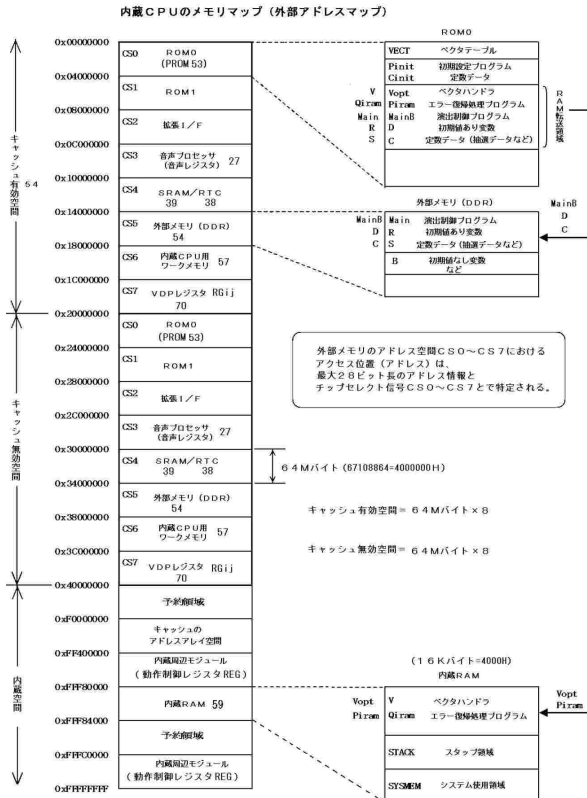 内蔵CPUのメモリマップ (外部アドレスマップ)
0x00000000
CS0 ROM0
(PROM53)
0x04000000
CS1
ROM1
0x08000000
CS2
拡張I/F
0x0C000000
CS3 音声プロセッサ 27
(音声レジスタ)
0x10000000
CS4 SRAM/RTC
39 38
0x14000000
CS5 外部メモリ (DDR)
54
0x18000000
CS6 内蔵CPU用 57
ワークメモリ
0x1C000000
CS7 VDPレジスタ RGij
70
0x20000000
CS0 ROM0
(PROM53)
0x24000000
CS1
ROM1
0x28000000
CS2
拡張I/F
0x2C000000
CS3 音声プロセッサ 27
(音声レジスタ)
0x30000000
CS4 SRAM/RTC
39 38
0x34000000
CS5 外部メモリ (DDR)
54
0x38000000
CS6 内蔵CPU用 57
ワークメモリ
0x3C000000
CS7 VDPレジスタ RGij
70
0x40000000
予約領域
0xF0000000
キャッシュの
アドレスアレイ空間
0xFF400000
内蔵周辺モジュール
(動作制御レジスタREG)
0xFFF80000
内蔵RAM 59
0xFFF84000
予約領域
0xFFFC0000
内蔵周辺モジュール
(動作制御レジスタREG)
0xFFFFFFFF
キャッシュ有効空間 54
キャッシュ無効空間
内蔵空間
ROM0
VECT ベクタテーブル
Pinit 初期設定プログラム
Cinit 定数データ
V Vopt ベクタハンドラ
Qiram Piram エラー復帰処理プログラム
Main MainB 演出制御プログラム
R D 初期値あり変数
S C 定数データ (抽選データなど)
RAM転送領域
外部メモリ (DDR)
MainB Main 演出制御プログラム
D R 初期値あり変数
C S 定数データ (抽選データなど)
B 初期値なし変数
など
MainB
D
C
外部メモリのアドレス空間CS0～CS7における
アクセス位置 (アドレス) は、
最大28ビット長のアドレス情報と
チップセレクト信号CS0～CS7とで特定される。
64Mバイト (67108864=4000000H)
キャッシュ有効空間= 64Mバイト×8
キャッシュ無効空間= 64Mバイト×8
(16Kバイト=4000H)
内蔵RAM
Vopt V ベクタハンドラ
Piram Qiram エラー復帰処理プログラム
STACK スタップ領域
SYSMEM システム使用領域
Vopt
Piram